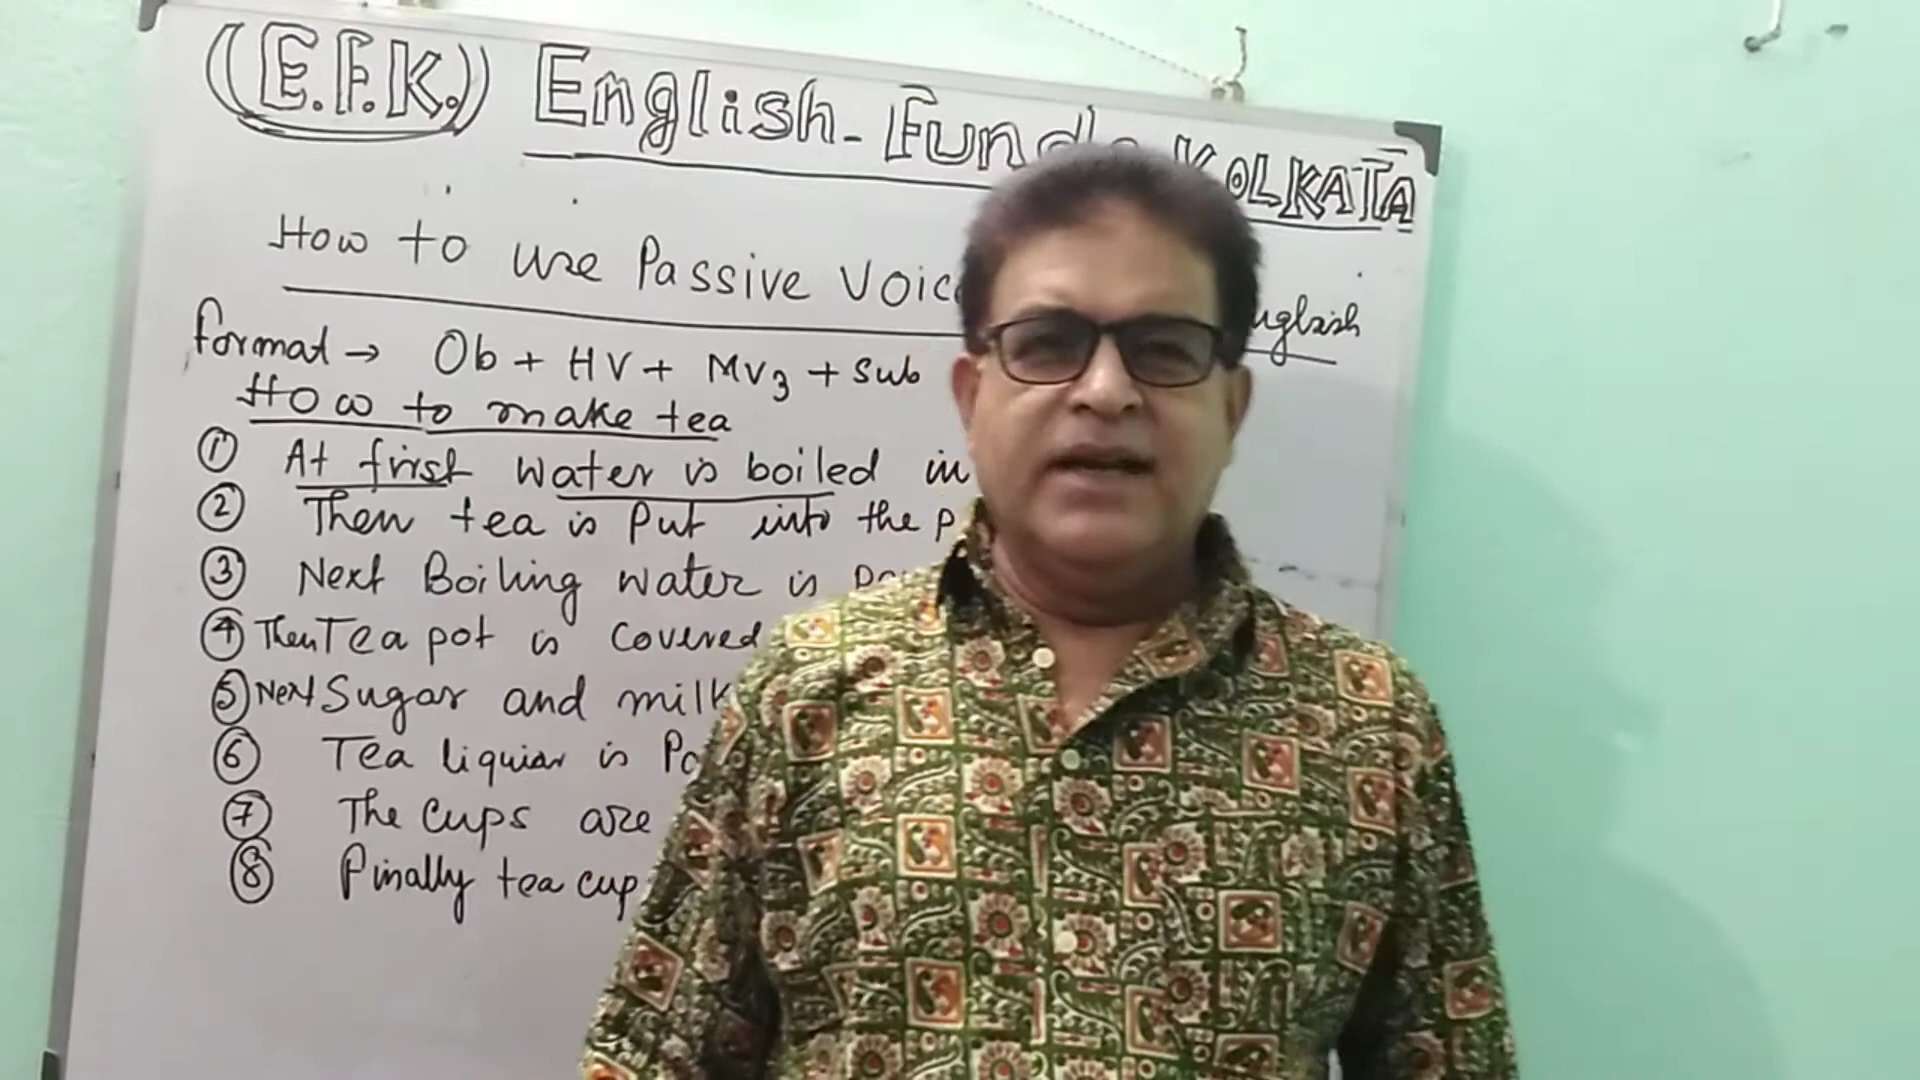 (E.F.K.) English-Funda KOLKATA
How to use Passive Voice English
format → Ob + HV + MV3 + Sub
How to make tea
① At first water is boiled in
② Then tea is Put into the P
③ Next Boiling water is
④ Then Tea pot is covered
⑤ Next Sugar and milk
⑥ Tea liquiar is Po
⑦ The Cups are
⑧ Pinally tea cup